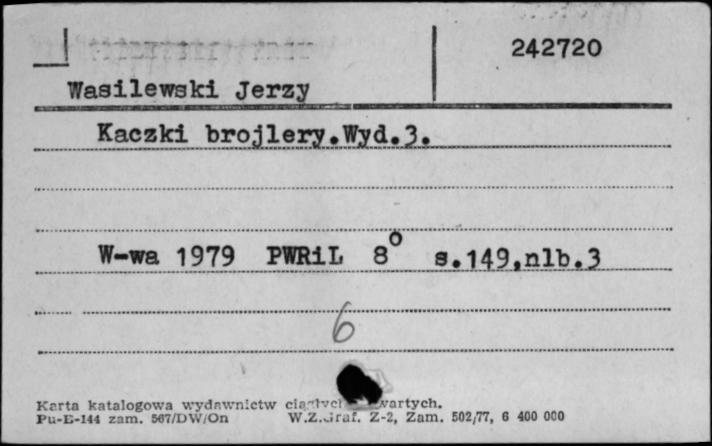 242720
Wasilewski Jerzy
Kaczki brojlery.Wyd.3.
W-wa 1979 PWRiL 8° s.149,nlb.3
6
Karta katalogowa wydawnictw
Pu-E-144 zam. 567/DW/On W.Z.Graf. Z-2, Zam. 502/77, 6 400 000